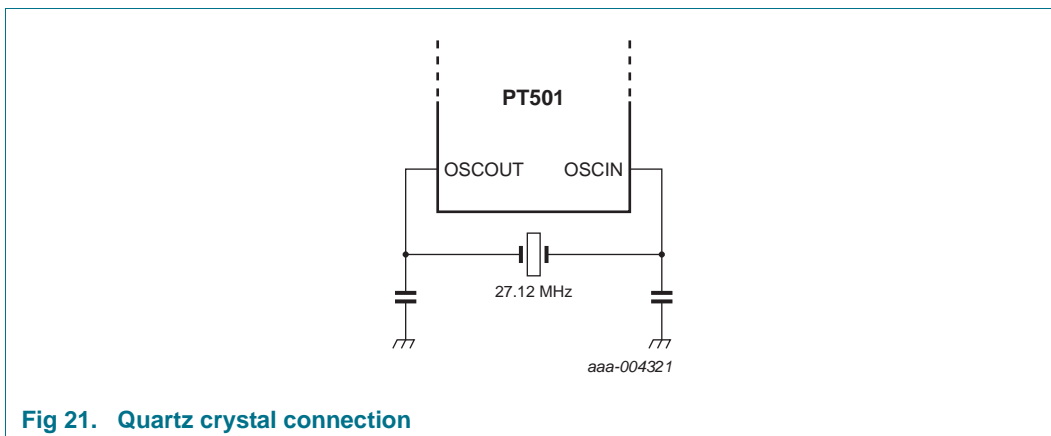 PT501
OSCOUT OSCIN
27.12 MHz
aaa-004321
Fig 21. Quartz crystal connection